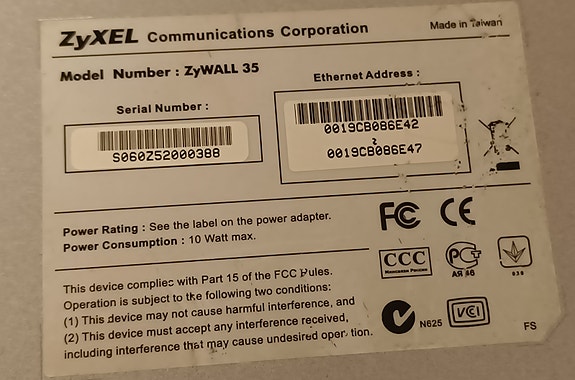 ZyXEL Communications Corporation
Made in Taiwan
Model Number : ZyWALL 35
Ethernet Address :
Serial Number :
S060Z52000388
0019CB086E42
~
0019CB086E47
Power Rating : See the label on the power adapter.
Power Consumption : 10 Watt max.
FC CE
This device complies with Part 15 of the FCC Rules.
Operation is subject to the following two conditions:
(1) This device may not cause harmful interference, and
(2) This device must accept any interference received,
including interference that may cause undesired operation.
CCC
АЯ 46
N625
VCI
FS